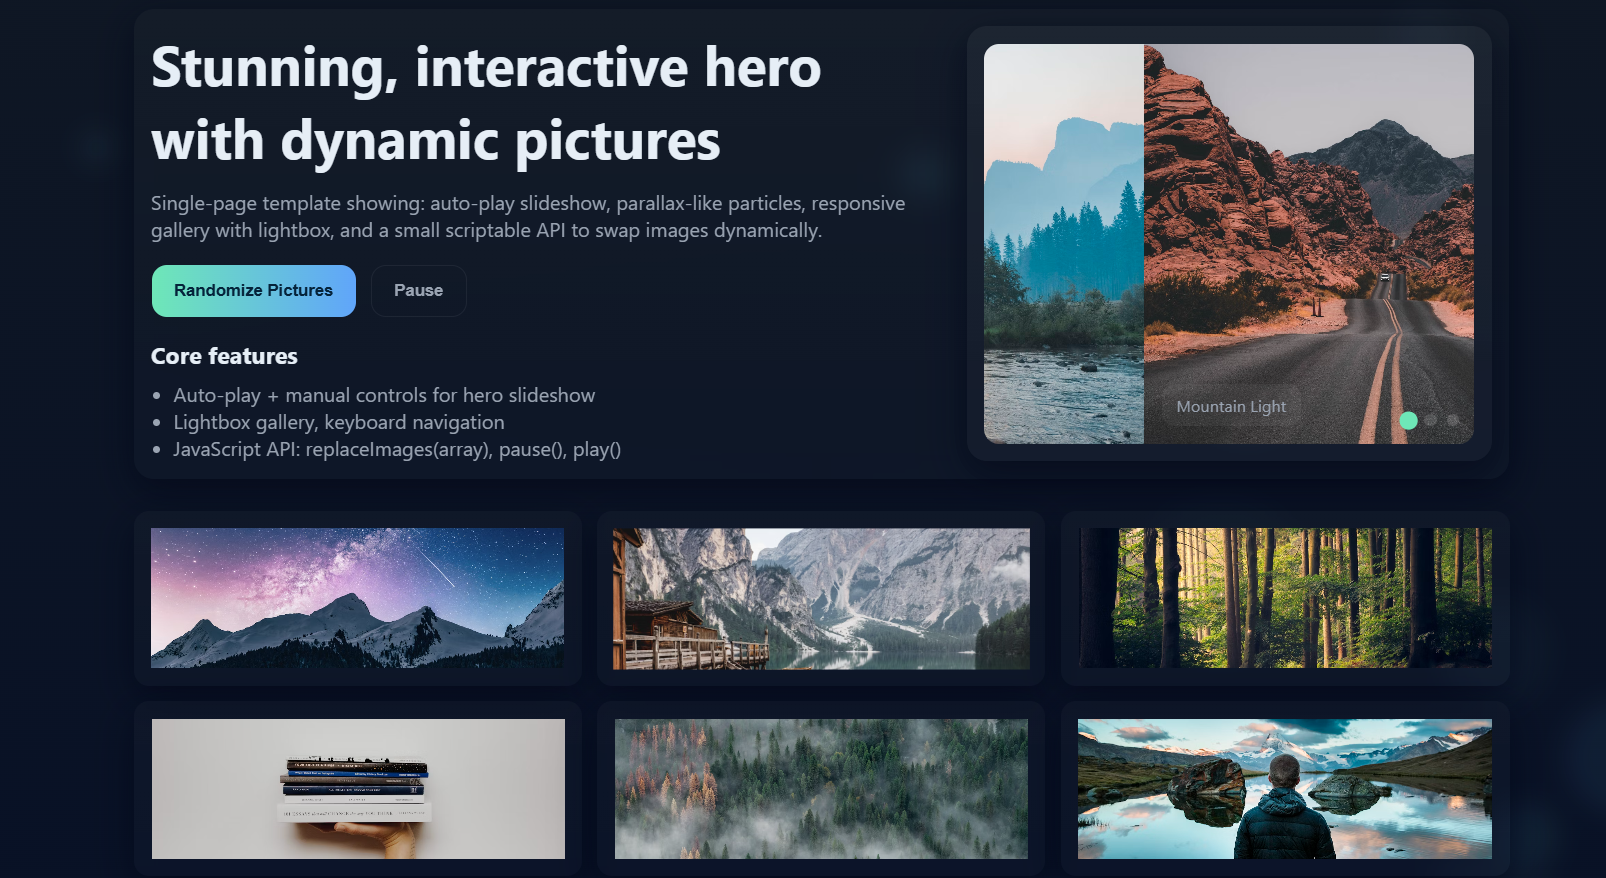 Stunning, interactive hero
with dynamic pictures
Single-page template showing: auto-play slideshow, parallax-like particles, responsive
gallery with lightbox, and a small scriptable API to swap images dynamically.
Randomize Pictures
Pause
Core features
• Auto-play + manual controls for hero slideshow
• Lightbox gallery, keyboard navigation
• JavaScript API: replaceImages(array), pause(), play()
Mountain Light